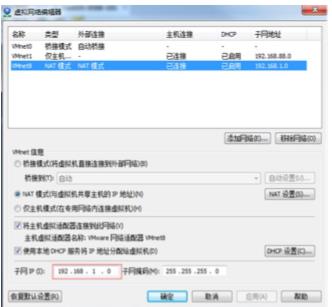 虚拟网络编辑器
名称 类型 外部连接 主机连接 DHCP 子网地址
VMnet0 桥接模式 自动桥接 - - -
VMnet1 仅主机... - 已连接 已启用 192.168.88.0
VMnet8 NAT 模式 NAT 模式 已连接 已启用 192.168.1.0
添加网络(E)... 移除网络(O)
VMnet 信息
桥接模式(将虚拟机直接连接到外部网络)(B)
桥接到(T): 自动 自动设置(U)...
NAT 模式(与虚拟机共享主机的 IP 地址)(N) NAT 设置(S)...
仅主机模式(在专用网络内连接虚拟机)(H)
将主机虚拟适配器连接到此网络(V)
主机虚拟适配器名称: VMware 网络适配器 VMnet8
使用本地 DHCP 服务将 IP 地址分配给虚拟机(D) DHCP 设置(C)...
子网 IP (I): 192 .168 . 1 . 0 子网掩码(M): 255 .255 .255 . 0
恢复默认设置(R) 确定 取消 应用(A) 帮助